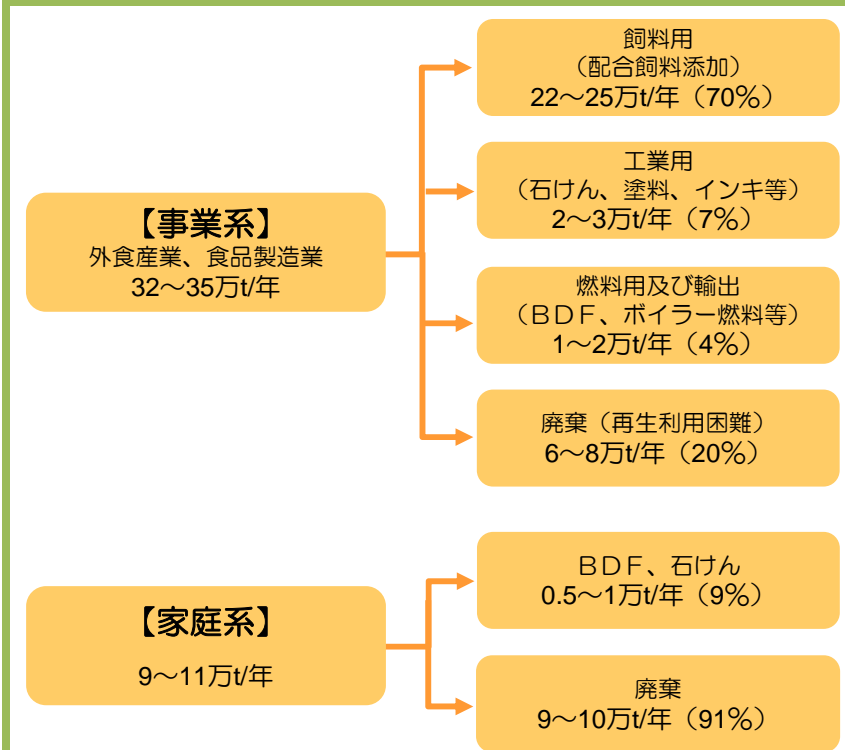 【事業系】
外食産業、食品製造業
32～35万t/年
飼料用
（配合飼料添加）
22～25万t/年（70％）
工業用
（石けん、塗料、インキ等）
2～3万t/年（7％）
燃料用及び輸出
（ＢＤＦ、ボイラー燃料等）
1～2万t/年（4％）
廃棄（再生利用困難）
6～8万t/年（20％）
【家庭系】
9～11万t/年
ＢＤＦ、石けん
0.5～1万t/年（9％）
廃棄
9～10万t/年（91％）